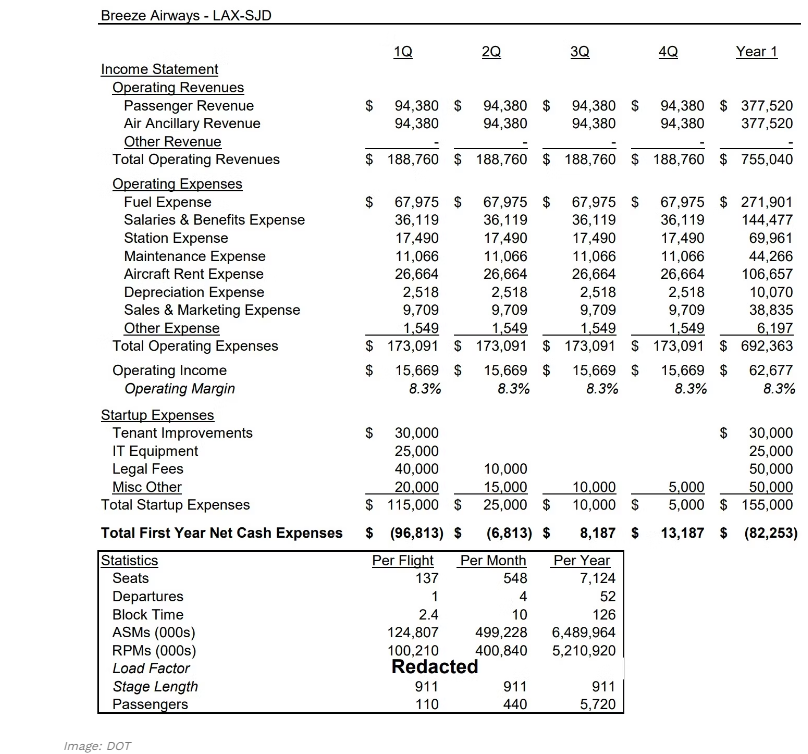 Breeze Airways - LAX-SJD
1Q 2Q 3Q 4Q Year 1
Income Statement
Operating Revenues
Passenger Revenue $ 94,380 $ 94,380 $ 94,380 $ 94,380 $ 377,520
Air Ancillary Revenue 94,380 94,380 94,380 94,380 377,520
Other Revenue - - - - -
Total Operating Revenues $ 188,760 $ 188,760 $ 188,760 $ 188,760 $ 755,040
Operating Expenses
Fuel Expense $ 67,975 $ 67,975 $ 67,975 $ 67,975 $ 271,901
Salaries & Benefits Expense 36,119 36,119 36,119 36,119 144,477
Station Expense 17,490 17,490 17,490 17,490 69,961
Maintenance Expense 11,066 11,066 11,066 11,066 44,266
Aircraft Rent Expense 26,664 26,664 26,664 26,664 106,657
Depreciation Expense 2,518 2,518 2,518 2,518 10,070
Sales & Marketing Expense 9,709 9,709 9,709 9,709 38,835
Other Expense 1,549 1,549 1,549 1,549 6,197
Total Operating Expenses $ 173,091 $ 173,091 $ 173,091 $ 173,091 $ 692,363
Operating Income $ 15,669 $ 15,669 $ 15,669 $ 15,669 $ 62,677
Operating Margin 8.3% 8.3% 8.3% 8.3% 8.3%
Startup Expenses
Tenant Improvements $ 30,000 $ 30,000
IT Equipment 25,000 25,000
Legal Fees 40,000 10,000 50,000
Misc Other 20,000 15,000 10,000 5,000 50,000
Total Startup Expenses $ 115,000 $ 25,000 $ 10,000 $ 5,000 $ 155,000
Total First Year Net Cash Expenses $ (96,813) $ (6,813) $ 8,187 $ 13,187 $ (82,253)
Statistics Per Flight Per Month Per Year
Seats 137 548 7,124
Departures 1 4 52
Block Time 2.4 10 126
ASMs (000s) 124,807 499,228 6,489,964
RPMs (000s) 100,210 400,840 5,210,920
Load Factor Redacted
Stage Length 911 911 911
Passengers 110 440 5,720
Image: DOT